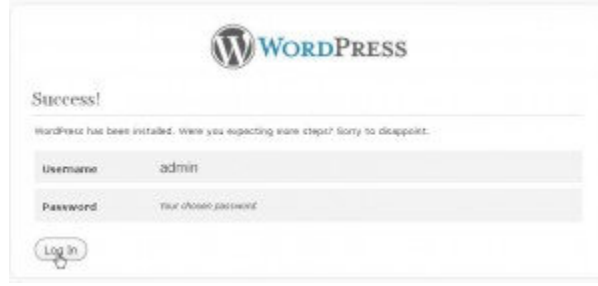 WORDPRESS
Success!
WordPress has been installed. Were you expecting more steps? Sorry to disappoint.
Username admin
Password Your chosen password.
Log In